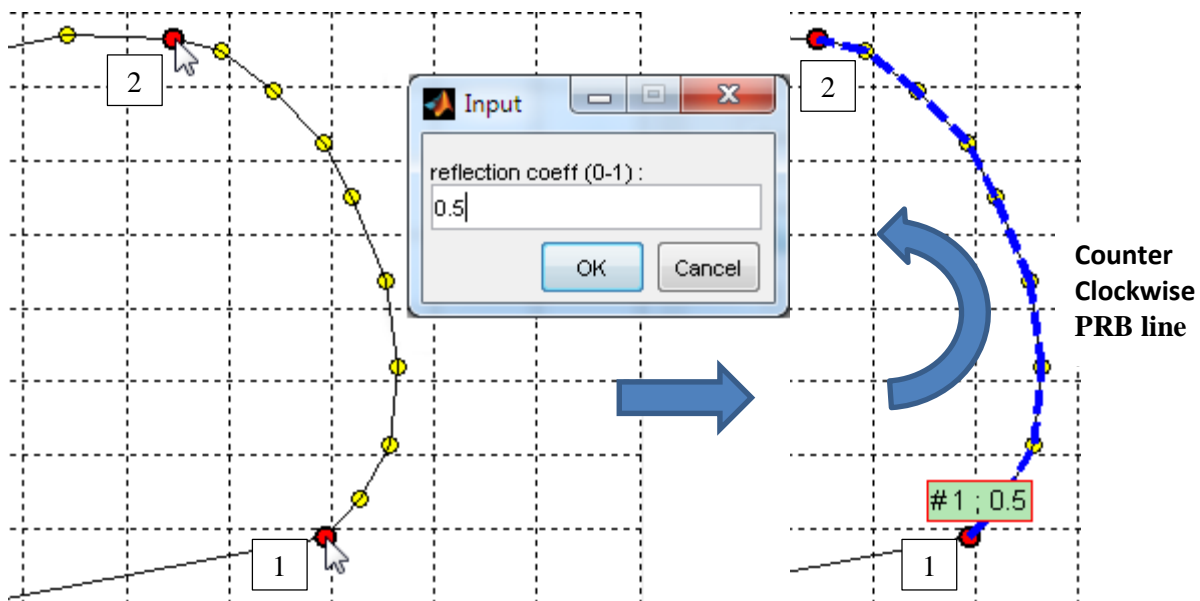 2
Input
reflection coeff (0-1) :
0.5
OK
Cancel
1
2
Counter
Clockwise
PRB line
#1 ; 0.5
1